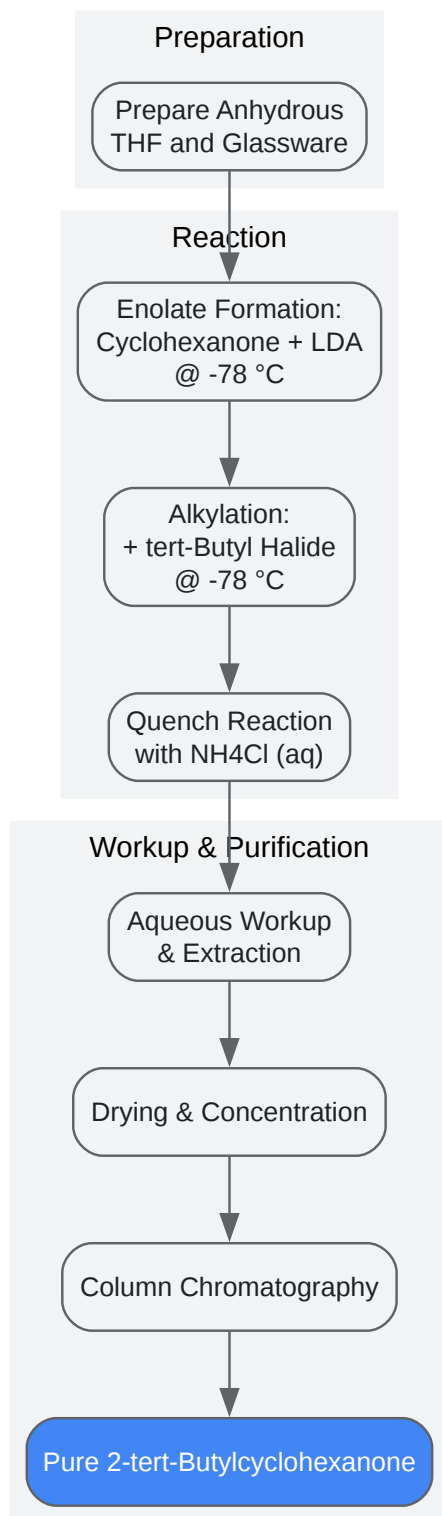 Preparation
Prepare Anhydrous
THF and Glassware
Reaction
Enolate Formation:
Cyclohexanone + LDA
@ -78 °C
Alkylation:
+ tert-Butyl Halide
@ -78 °C
Quench Reaction
with NH4Cl (aq)
Workup & Purification
Aqueous Workup
& Extraction
Drying & Concentration
Column Chromatography
Pure 2-tert-Butylcyclohexanone